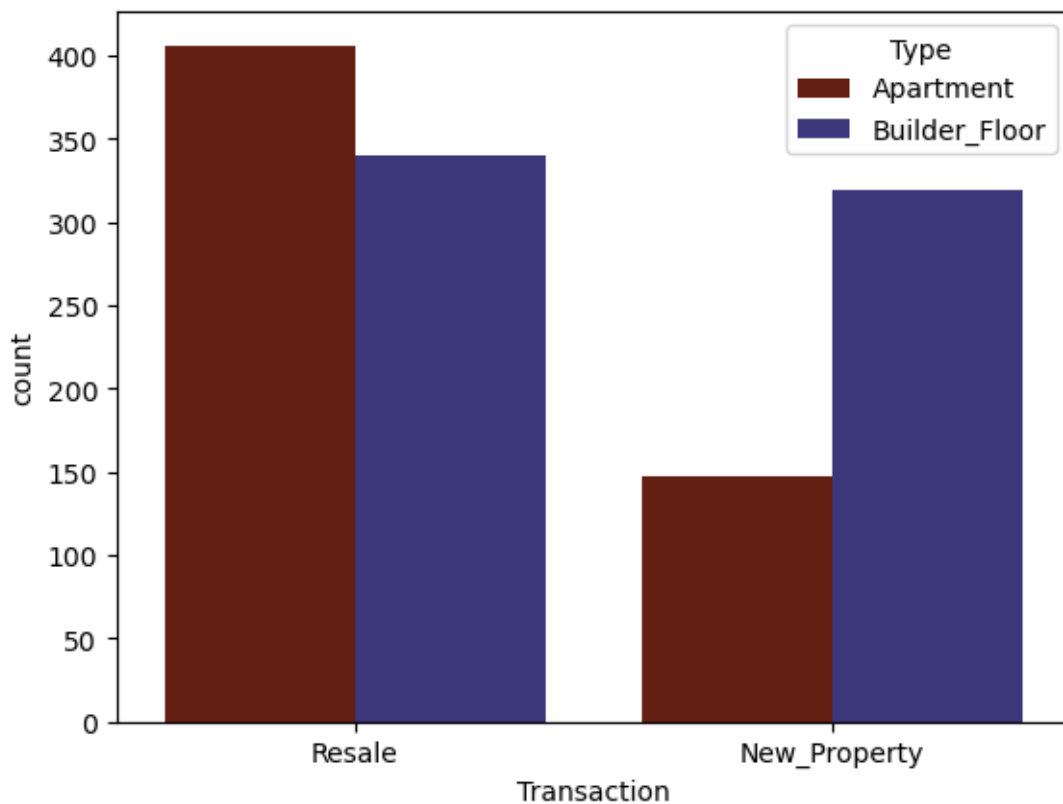 Type
Apartment
Builder_Floor
400
350
300
250
200
150
100
50
0
count
Resale New_Property
Transaction